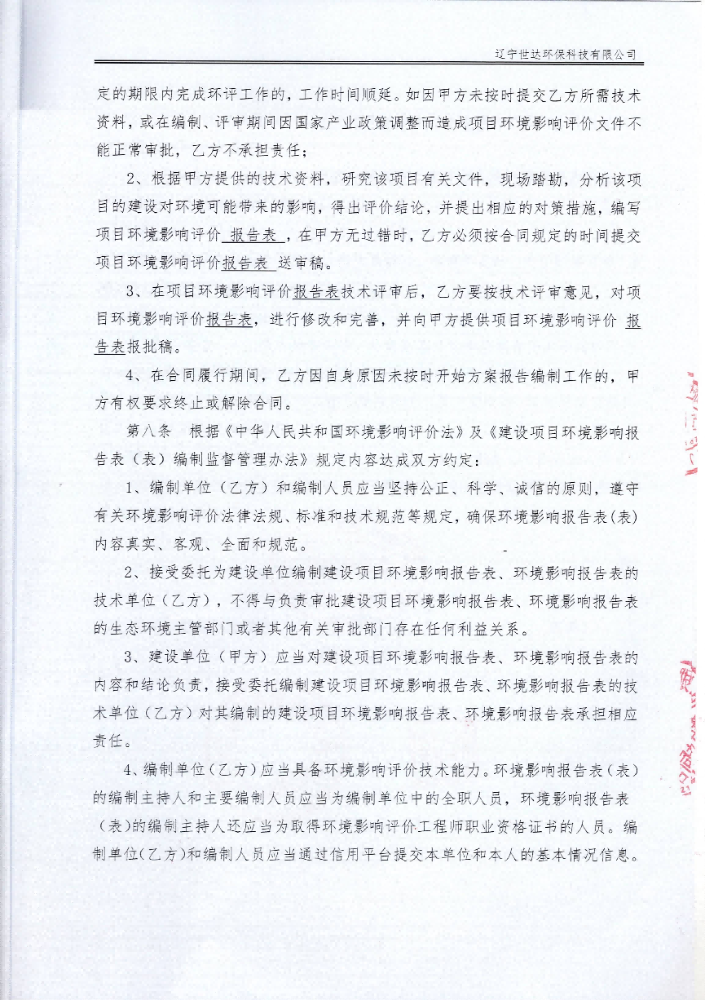 辽宁世达环保科技有限公司
定的期限内完成环评工作的，工作时间顺延。如因甲方未按时提交乙方所需技术
资料，或在编制、评审期间因国家产业政策调整而造成项目环境影响评价文件不
能正常审批，乙方不承担责任；
2、根据甲方提供的技术资料，研究该项目有关文件，现场踏勘，分析该项
目的建设对环境可能带来的影响，得出评价结论，并提出相应的对策措施，编写
项目环境影响评价 报告表 ，在甲方无过错时，乙方必须按合同规定的时间提交
项目环境影响评价报告表 送审稿。
3、在项目环境影响评价报告表技术评审后，乙方要按技术评审意见，对项
目环境影响评价报告表，进行修改和完善，并向甲方提供项目环境影响评价 报
告表报批稿。
4、在合同履行期间，乙方因自身原因未按时开始方案报告编制工作的，甲
方有权要求终止或解除合同。
第八条 根据《中华人民共和国环境影响评价法》及《建设项目环境影响报
告表（表）编制监督管理办法》规定内容达成双方约定：
1、编制单位（乙方）和编制人员应当坚持公正、科学、诚信的原则，遵守
有关环境影响评价法律法规、标准和技术规范等规定，确保环境影响报告表(表)
内容真实、客观、全面和规范。
2、接受委托为建设单位编制建设项目环境影响报告表、环境影响报告表的
技术单位（乙方），不得与负责审批建设项目环境影响报告表、环境影响报告表
的生态环境主管部门或者其他有关审批部门存在任何利益关系。
3、建设单位（甲方）应当对建设项目环境影响报告表、环境影响报告表的
内容和结论负责，接受委托编制建设项目环境影响报告表、环境影响报告表的技
术单位（乙方）对其编制的建设项目环境影响报告表、环境影响报告表承担相应
责任。
4、编制单位（乙方）应当具备环境影响评价技术能力。环境影响报告表（表）
的编制主持人和主要编制人员应当为编制单位中的全职人员，环境影响报告表
（表)的编制主持人还应当为取得环境影响评价工程师职业资格证书的人员。编
制单位(乙方)和编制人员应当通过信用平台提交本单位和本人的基本情况信息。